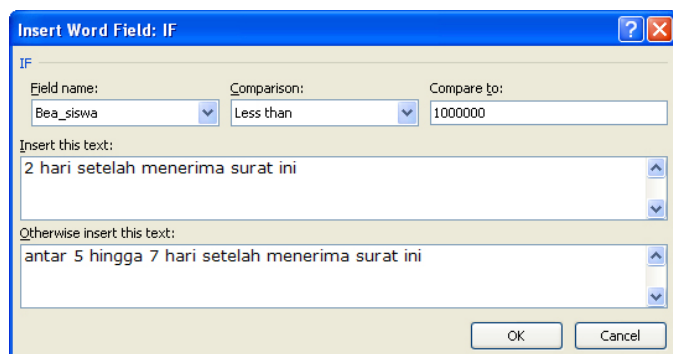 Insert Word Field: IF
IF
Field name: Comparison: Compare to:
Bea_siswa Less than 1000000
Insert this text:
2 hari setelah menerima surat ini
Otherwise insert this text:
antar 5 hingga 7 hari setelah menerima surat ini
OK Cancel